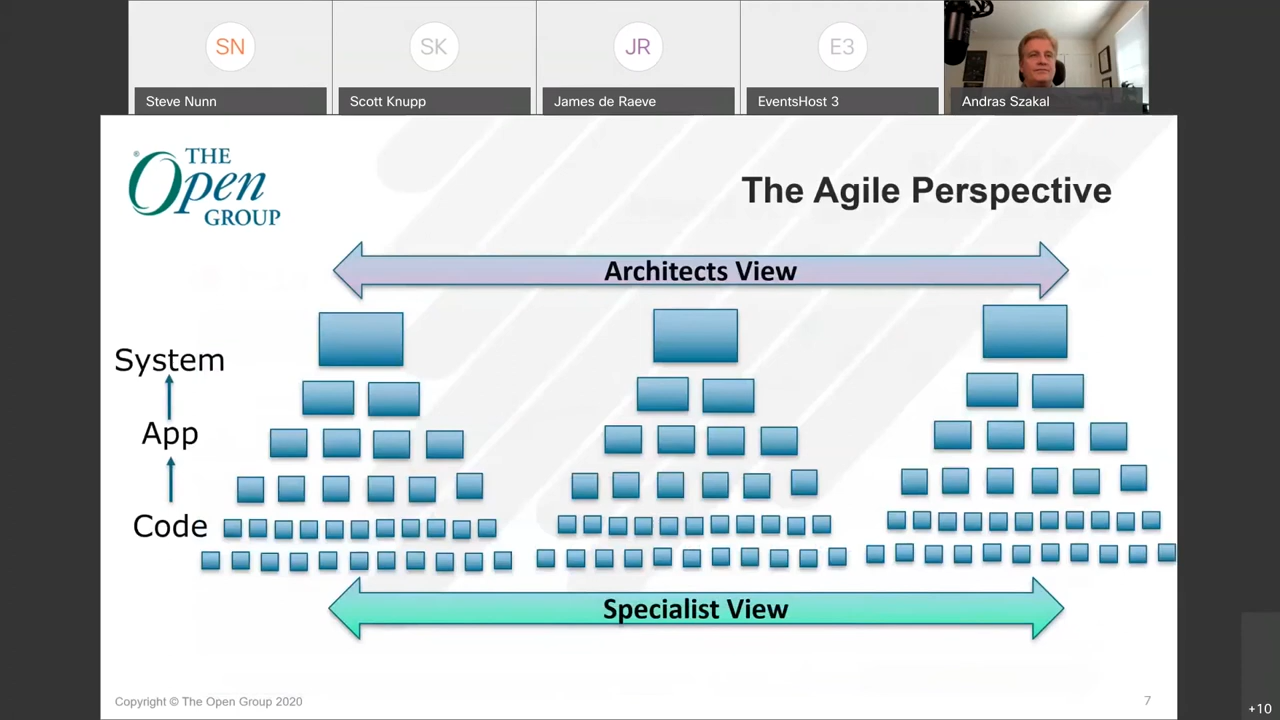 SN
SK
JR
E3
Steve Nunn
Scott Knupp
James de Raeve
EventsHost 3
Andras Szakal
® THE
Open
GROUP
The Agile Perspective
Architects View
System
App
Code
Specialist View
Copyright © The Open Group 2020
7
+10